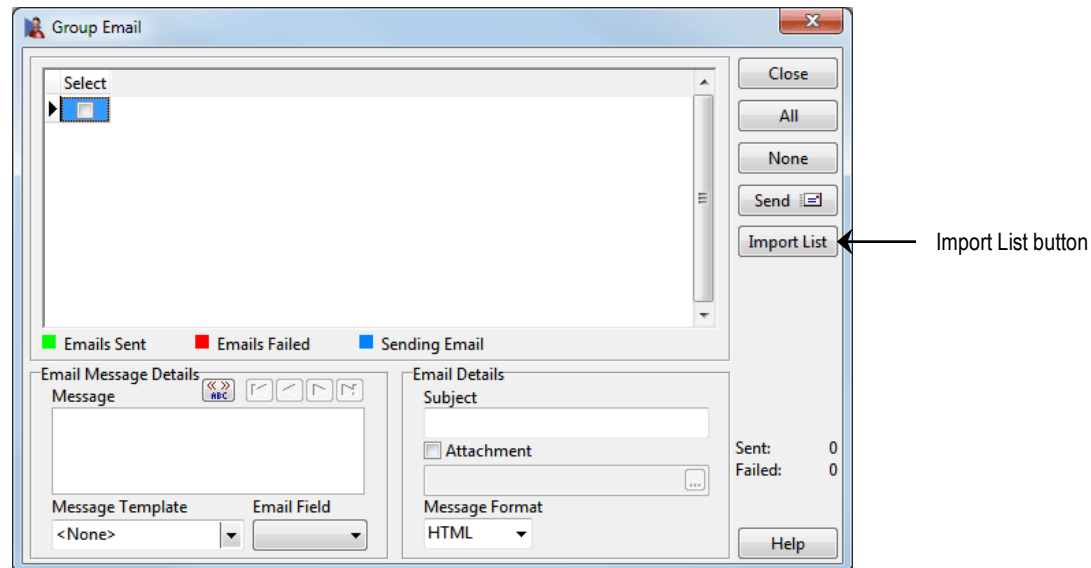 Group Email
Select
Close
All
None
Send
Import List
Import List button
Emails Sent Emails Failed Sending Email
Email Message Details
Message
ABC
Message Template Email Field
<None>
Email Details
Subject
Attachment
...
Message Format
HTML
Sent: 0
Failed: 0
Help